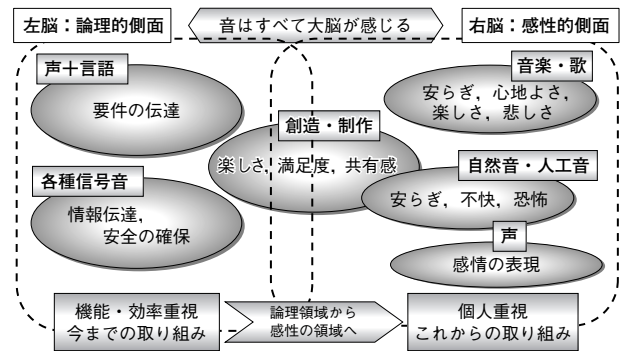 左脳：論理的側面
音はすべて大脳が感じる
右脳：感性的側面
声＋言語
要件の伝達
音楽・歌
安らぎ，心地よさ，
楽しさ，悲しさ
創造・制作
楽しさ，満足度，共有感
各種信号音
情報伝達，
安全の確保
自然音・人工音
安らぎ，不快，恐怖
声
感情の表現
機能・効率重視
今までの取り組み
論理領域から
感性の領域へ
個人重視
これからの取り組み